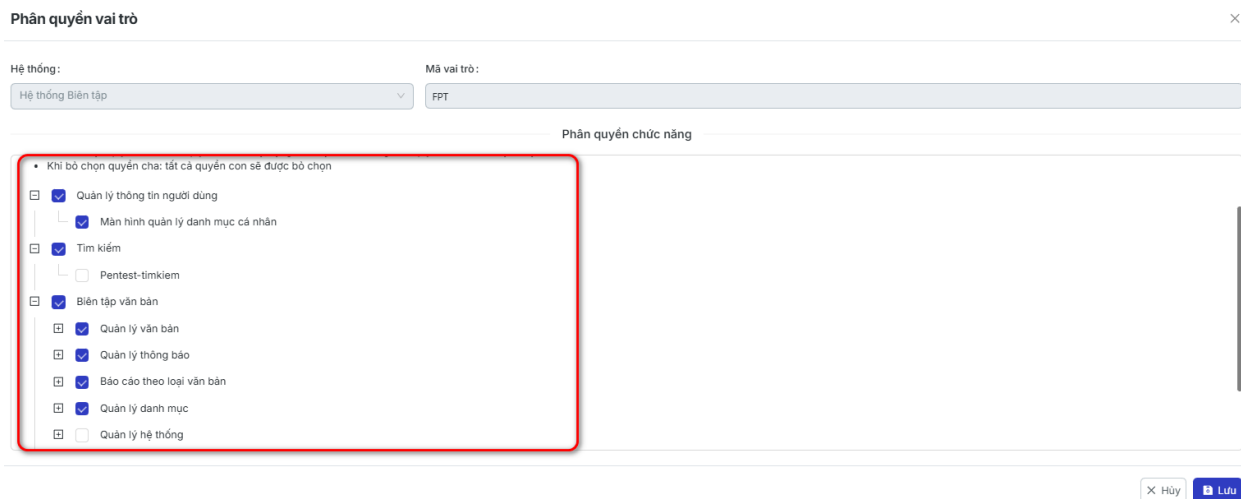 Phân quyền vai trò
Hệ thống:
Mã vai trò:
Hệ thống Biên tập
FPT
Phân quyền chức năng
Khi bỏ chọn quyền cha: tất cả quyền con sẽ được bỏ chọn
Quản lý thông tin người dùng
Màn hình quản lý danh mục cá nhân
Tìm kiếm
Pentest-timkiem
Biên tập văn bản
Quản lý văn bản
Quản lý thông báo
Báo cáo theo loại văn bản
Quản lý danh mục
Quản lý hệ thống
Hủy
Lưu